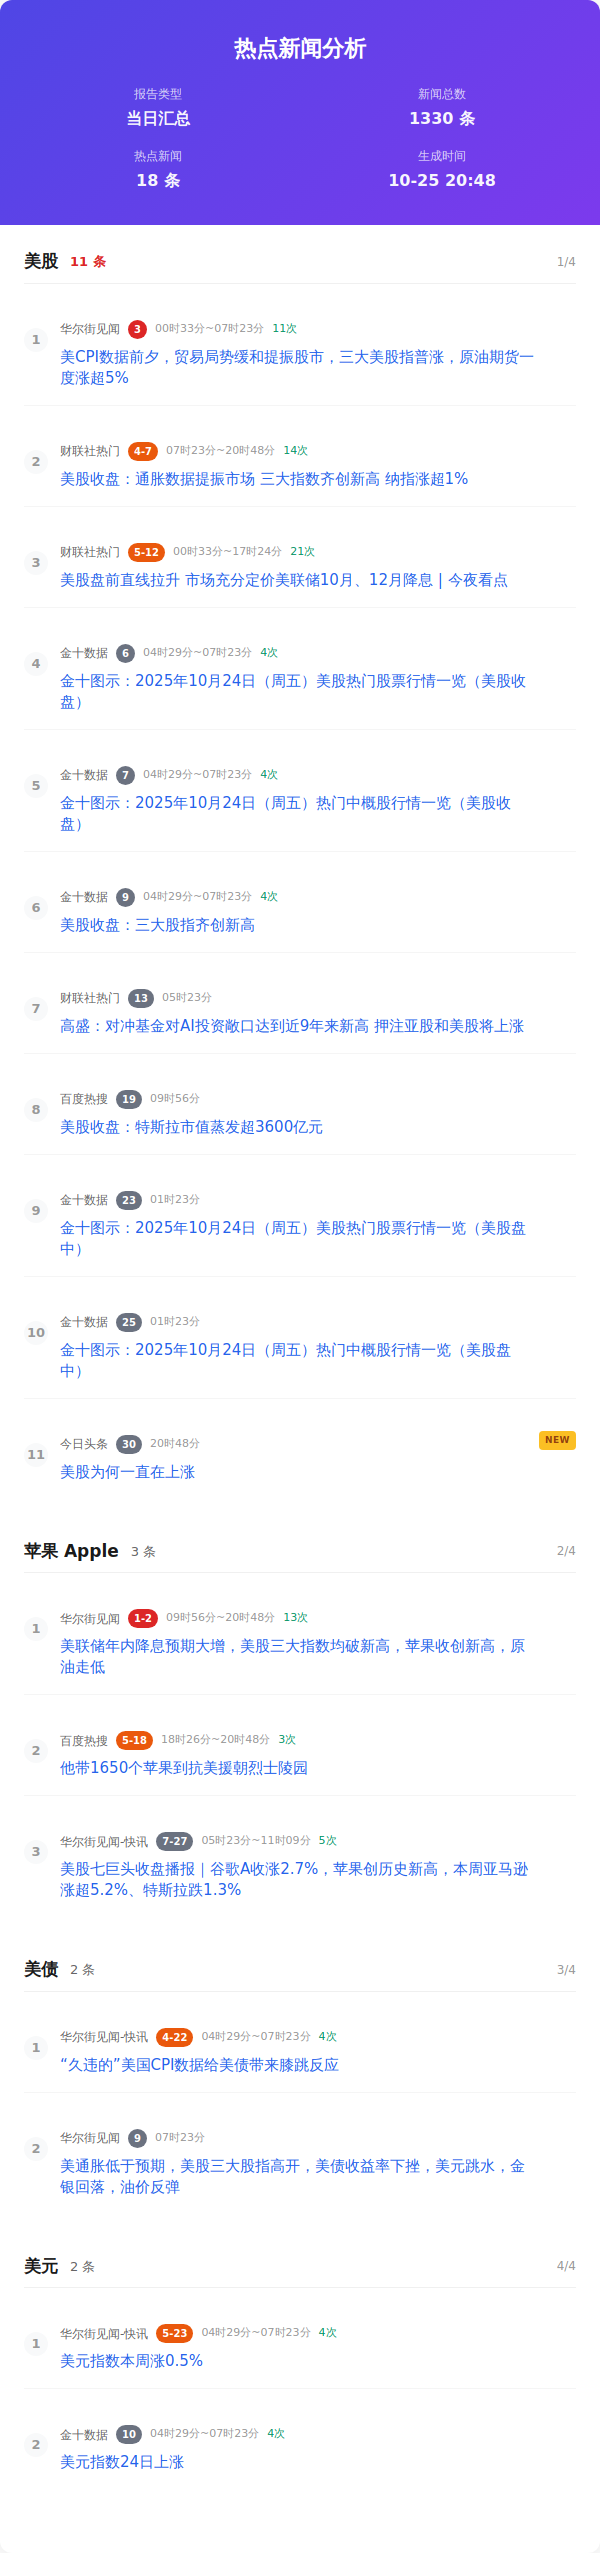 热点新闻分析
报告类型
当日汇总
新闻总数
1330 条
热点新闻
18 条
生成时间
10-25 20:48
美股 11 条 1/4
1
华尔街见闻 3 00时33分~07时23分 11次
美CPI数据前夕，贸易局势缓和提振股市，三大美股指普涨，原油期货一
度涨超5%
2
财联社热门 4-7 07时23分~20时48分 14次
美股收盘：通胀数据提振市场 三大指数齐创新高 纳指涨超1%
3
财联社热门 5-12 00时33分~17时24分 21次
美股盘前直线拉升 市场充分定价美联储10月、12月降息 | 今夜看点
4
金十数据 6 04时29分~07时23分 4次
金十图示：2025年10月24日（周五）美股热门股票行情一览（美股收
盘）
5
金十数据 7 04时29分~07时23分 4次
金十图示：2025年10月24日（周五）热门中概股行情一览（美股收
盘）
6
金十数据 9 04时29分~07时23分 4次
美股收盘：三大股指齐创新高
7
财联社热门 13 05时23分
高盛：对冲基金对AI投资敞口达到近9年来新高 押注亚股和美股将上涨
8
百度热搜 19 09时56分
美股收盘：特斯拉市值蒸发超3600亿元
9
金十数据 23 01时23分
金十图示：2025年10月24日（周五）美股热门股票行情一览（美股盘
中）
10
金十数据 25 01时23分
金十图示：2025年10月24日（周五）热门中概股行情一览（美股盘
中）
11
今日头条 30 20时48分 NEW
美股为何一直在上涨
苹果 Apple 3 条 2/4
1
华尔街见闻 1-2 09时56分~20时48分 13次
美联储年内降息预期大增，美股三大指数均破新高，苹果收创新高，原
油走低
2
百度热搜 5-18 18时26分~20时48分 3次
他带1650个苹果到抗美援朝烈士陵园
3
华尔街见闻-快讯 7-27 05时23分~11时09分 5次
美股七巨头收盘播报｜谷歌A收涨2.7%，苹果创历史新高，本周亚马逊
涨超5.2%、特斯拉跌1.3%
美债 2 条 3/4
1
华尔街见闻-快讯 4-22 04时29分~07时23分 4次
“久违的”美国CPI数据给美债带来膝跳反应
2
华尔街见闻 9 07时23分
美通胀低于预期，美股三大股指高开，美债收益率下挫，美元跳水，金
银回落，油价反弹
美元 2 条 4/4
1
华尔街见闻-快讯 5-23 04时29分~07时23分 4次
美元指数本周涨0.5%
2
金十数据 10 04时29分~07时23分 4次
美元指数24日上涨